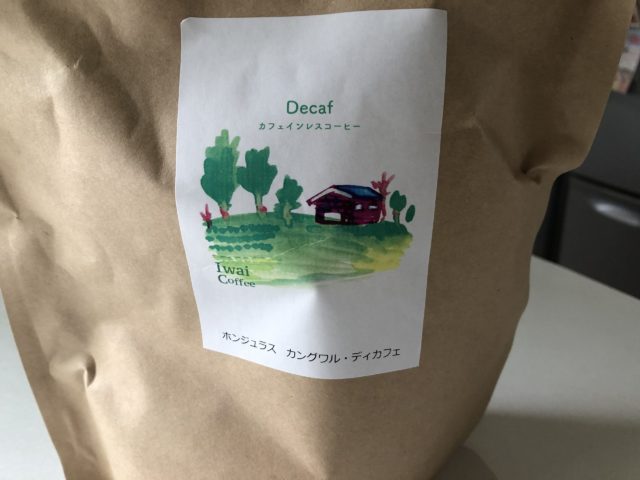 Decaf
カフェインレスコーヒー
Iwai
Coffee
ホンジュラス カングワル・ディカフェ